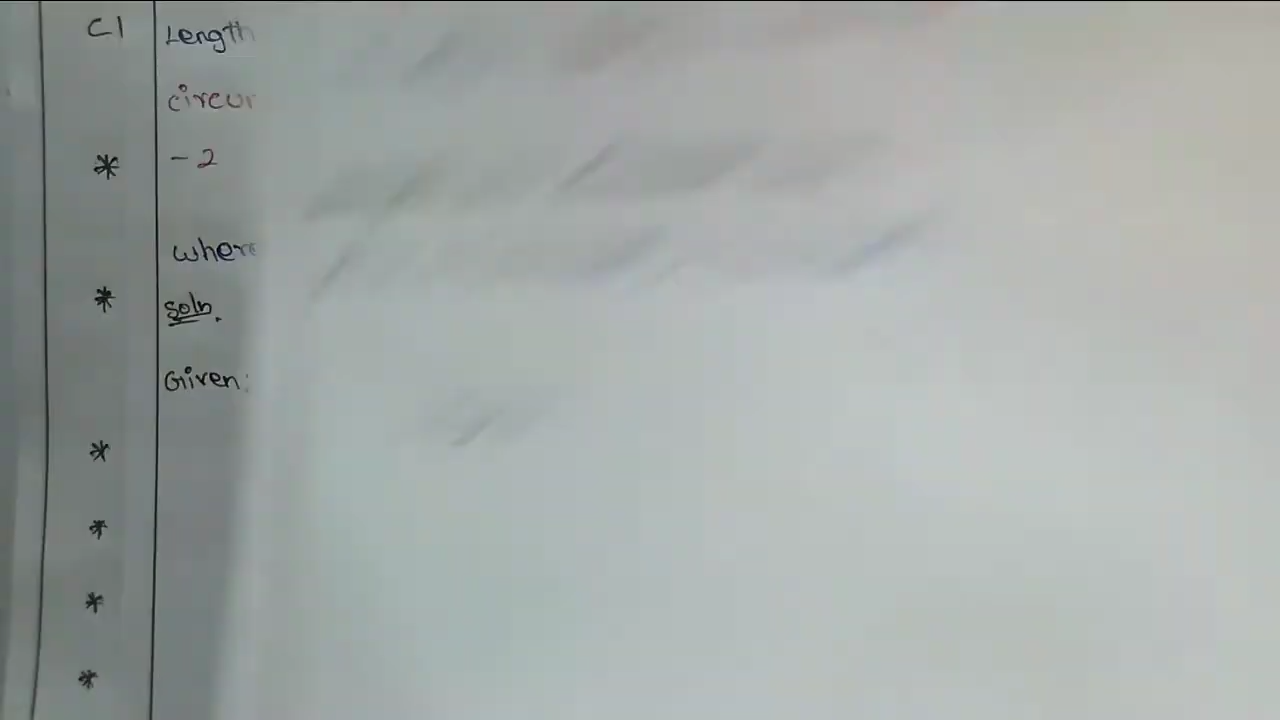 C1 Length
circur
* - 2
where
* Soln.
Given:
*
*
*
*